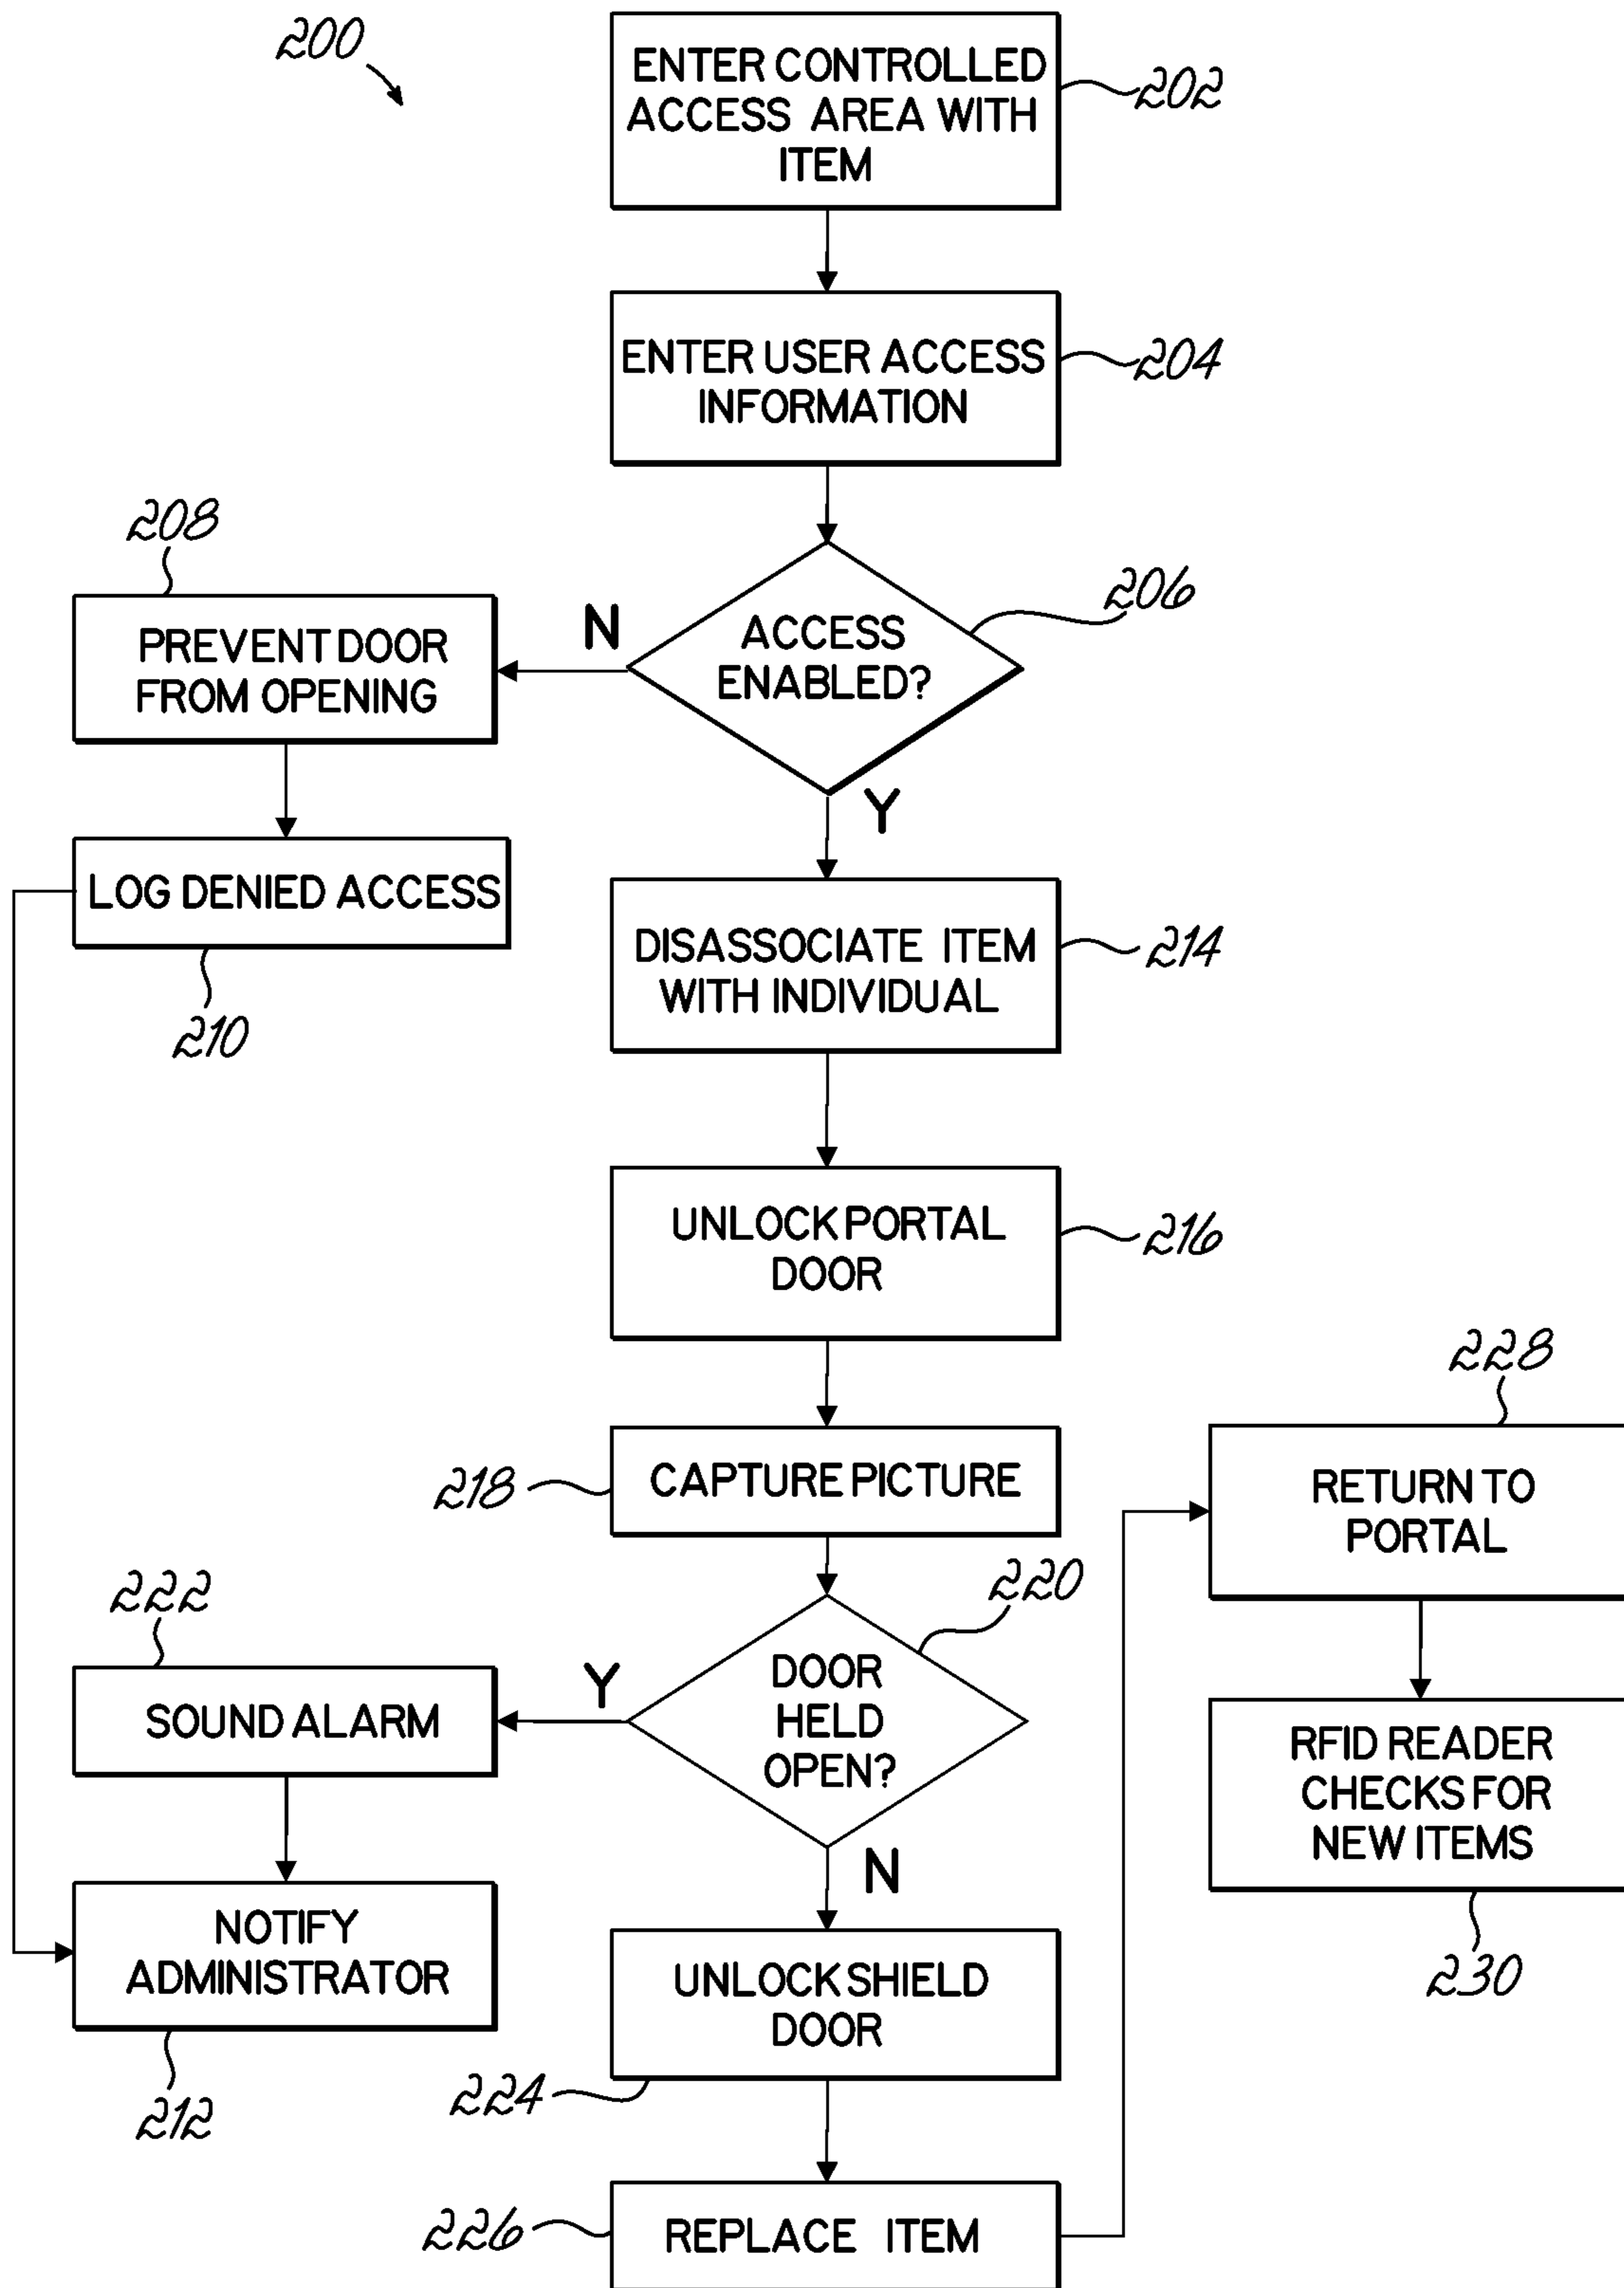 200
ENTER CONTROLLED
ACCESS AREA WITH
ITEM
202
ENTER USER ACCESS
INFORMATION
204
208
PREVENT DOOR
FROM OPENING
N
ACCESS
ENABLED?
206
Y
LOG DENIED ACCESS
210
DISASSOCIATE ITEM
WITH INDIVIDUAL
214
UNLOCK PORTAL
DOOR
216
218
CAPTURE PICTURE
228
RETURN TO
PORTAL
222
SOUND ALARM
Y
DOOR
HELD
OPEN?
220
N
RFID READER
CHECKS FOR
NEW ITEMS
230
NOTIFY
ADMINISTRATOR
212
UNLOCK SHIELD
DOOR
224
226
REPLACE ITEM